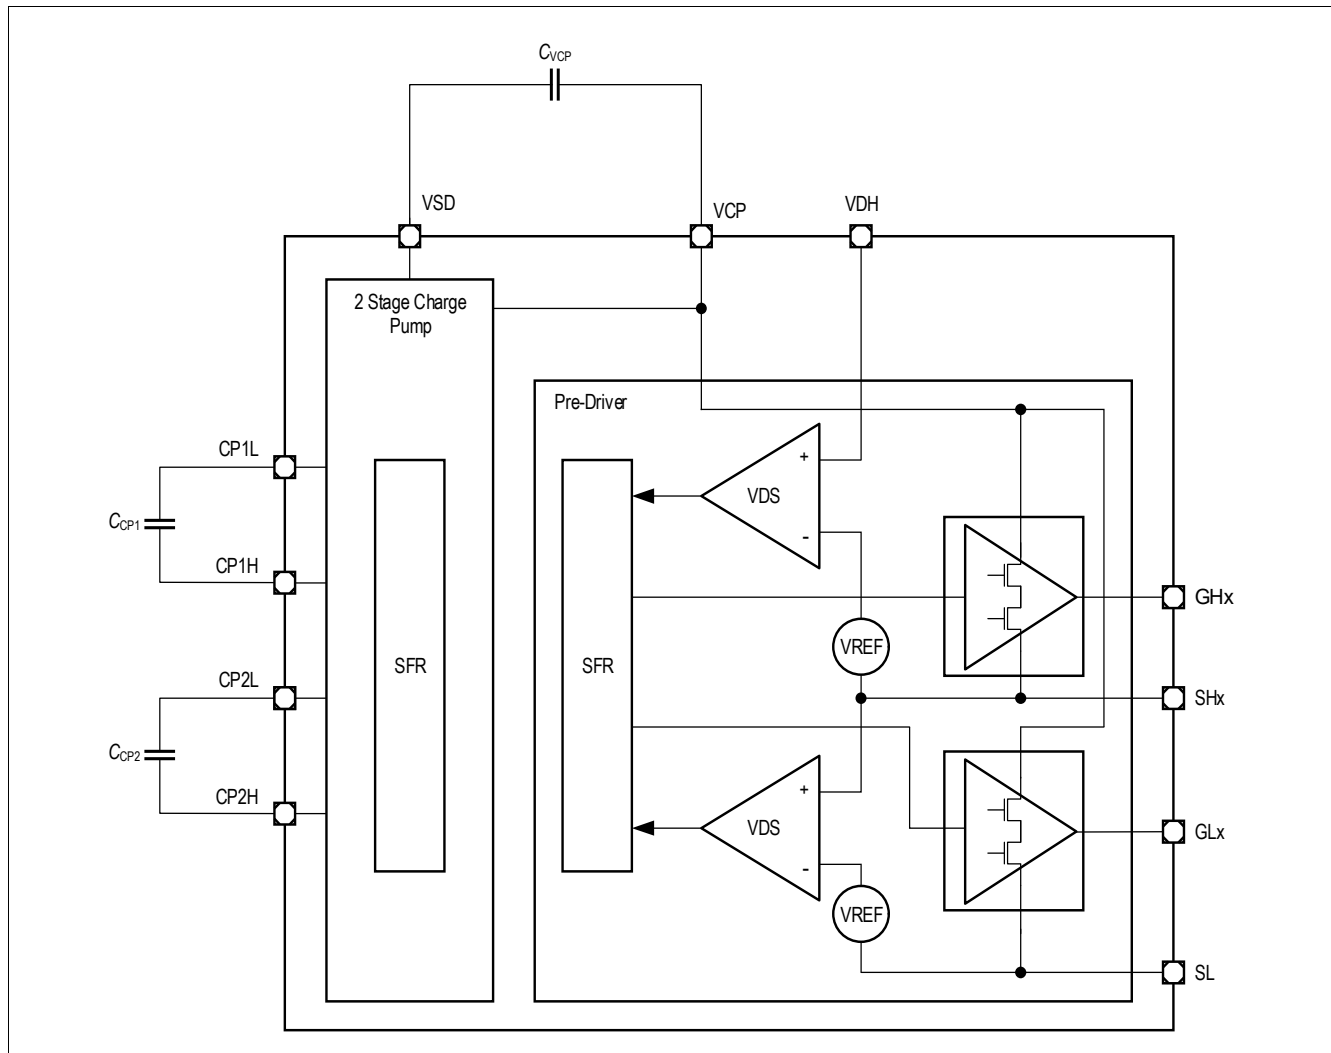 CVCP
VSD
VCP
VDH
2 Stage Charge
Pump
Pre-Driver
CP1L
+
VDS
-
CCP1
CP1H
GHx
VREF
SFR
SFR
CP2L
SHx
CCP2
+
CP2H
VDS
GLx
-
VREF
SL